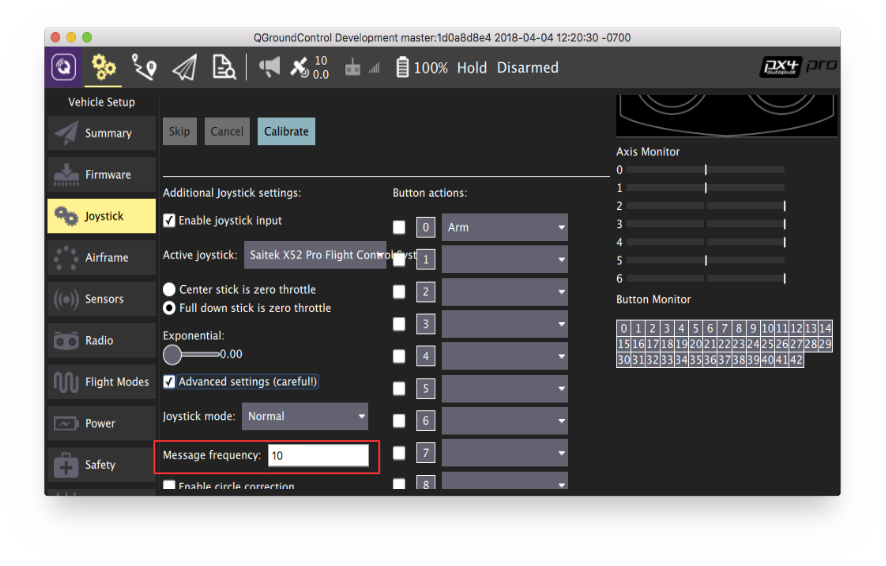 QGroundControl Development master:1d0a8d8e4 2018-04-04 12:20:30 -0700
10
0.0
100% Hold Disarmed
px4 pro
autopilot
Vehicle Setup
Summary
Firmware
Joystick
Airframe
Sensors
Radio
Flight Modes
Power
Safety
Skip Cancel Calibrate
Additional Joystick settings:
Enable joystick input
Active joystick: Saitek X52 Pro Flight Control Syst
Center stick is zero throttle
Full down stick is zero throttle
Exponential:
0.00
Advanced settings (careful!)
Joystick mode: Normal
Message frequency: 10
Enable circle correction
Button actions:
0 Arm
1
2
3
4
5
6
7
8
Axis Monitor
0
1
2
3
4
5
6
Button Monitor
0 1 2 3 4 5 6 7 8 9 10 11 12 13 14
15 16 17 18 19 20 21 22 23 24 25 26 27 28 29
30 31 32 33 34 35 36 37 38 39 40 41 42